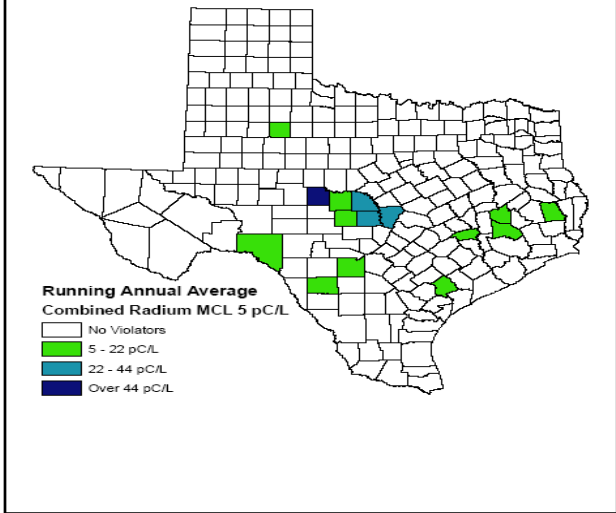 Running Annual Average
Combined Radium MCL 5 pC/L
No Violators
5 - 22 pC/L
22 - 44 pC/L
Over 44 pC/L